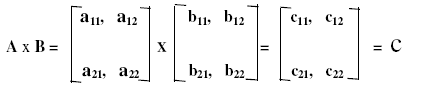 a₁₁, a₁₂ b₁₁, b₁₂ c₁₁, c₁₂
A x B = x = = C
a₂₁, a₂₂ b₂₁, b₂₂ c₂₁, c₂₂